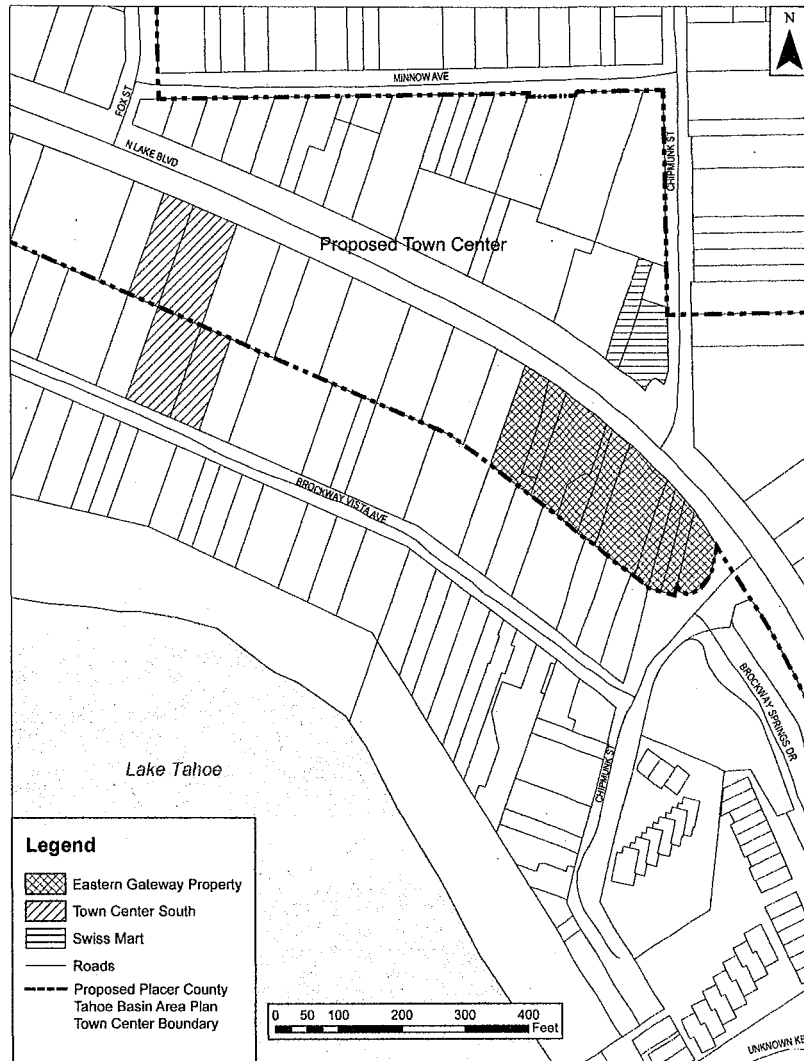 N
MINNOW AVE
FOX ST
N LAKE BLVD
CHIPMUNK ST
Proposed Town Center
BROCKWAY VISTA AVE
BROCKWAY SPRINGS DR
CHIPMUNK ST
Lake Tahoe
Legend
Eastern Gateway Property
Town Center South
Swiss Mart
Roads
Proposed Placer County
Tahoe Basin Area Plan
Town Center Boundary
0 50 100 200 300 400
Feet
UNKNOWN KE